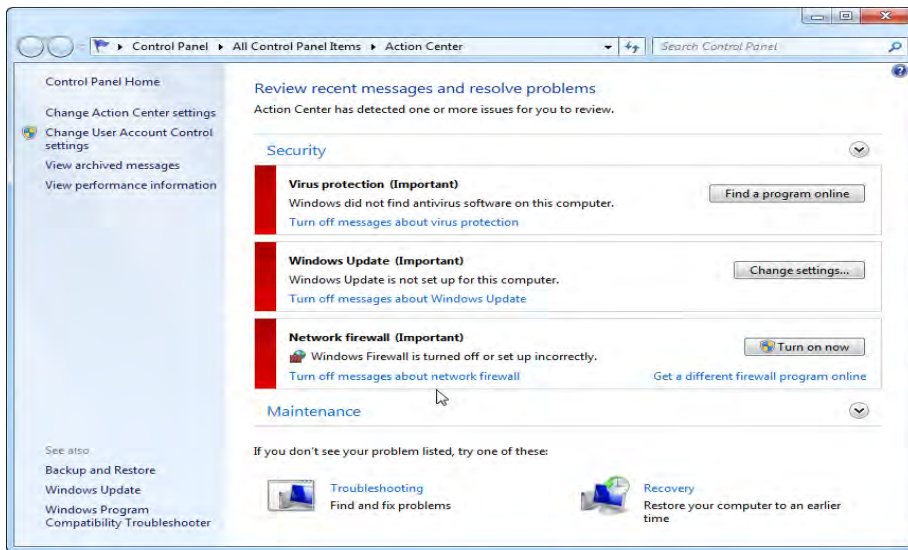 Control Panel ▸ All Control Panel Items ▸ Action Center
Search Control Panel
Control Panel Home
Change Action Center settings
Change User Account Control
settings
View archived messages
View performance information
Review recent messages and resolve problems
Action Center has detected one or more issues for you to review.
Security
Virus protection (Important)
Windows did not find antivirus software on this computer.
Turn off messages about virus protection
Find a program online
Windows Update (Important)
Windows Update is not set up for this computer.
Turn off messages about Windows Update
Change settings...
Network firewall (Important)
Windows Firewall is turned off or set up incorrectly.
Turn off messages about network firewall
Turn on now
Get a different firewall program online
Maintenance
If you don't see your problem listed, try one of these:
Troubleshooting
Find and fix problems
Recovery
Restore your computer to an earlier
time
See also
Backup and Restore
Windows Update
Windows Program
Compatibility Troubleshooter